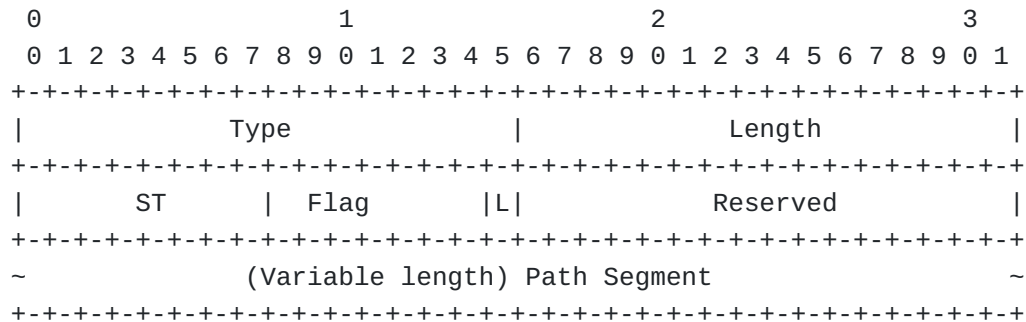 0                   1                   2                   3
 0 1 2 3 4 5 6 7 8 9 0 1 2 3 4 5 6 7 8 9 0 1 2 3 4 5 6 7 8 9 0 1
+-+-+-+-+-+-+-+-+-+-+-+-+-+-+-+-+-+-+-+-+-+-+-+-+-+-+-+-+-+-+-+-+
|             Type              |             Length            |
+-+-+-+-+-+-+-+-+-+-+-+-+-+-+-+-+-+-+-+-+-+-+-+-+-+-+-+-+-+-+-+-+
|       ST      |  Flag       |L|            Reserved           |
+-+-+-+-+-+-+-+-+-+-+-+-+-+-+-+-+-+-+-+-+-+-+-+-+-+-+-+-+-+-+-+-+
~              (Variable length) Path Segment                   ~
+-+-+-+-+-+-+-+-+-+-+-+-+-+-+-+-+-+-+-+-+-+-+-+-+-+-+-+-+-+-+-+-+